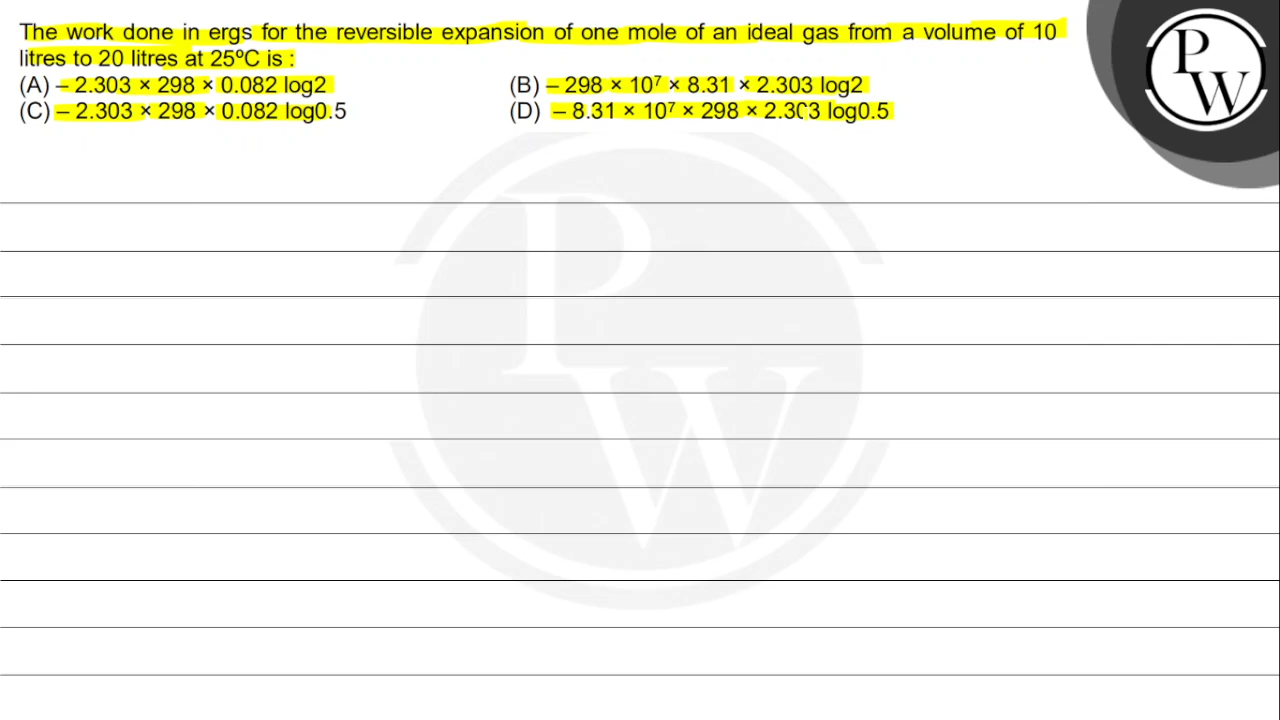 The work done in ergs for the reversible expansion of one mole of an ideal gas from a volume of 10
litres to 20 litres at 25ºC is :
(A) – 2.303 × 298 × 0.082 log2 (B) – 298 × 10⁷ × 8.31 × 2.303 log2
(C) – 2.303 × 298 × 0.082 log0.5 (D) – 8.31 × 10⁷ × 298 × 2.303 log0.5
P
W
P
W